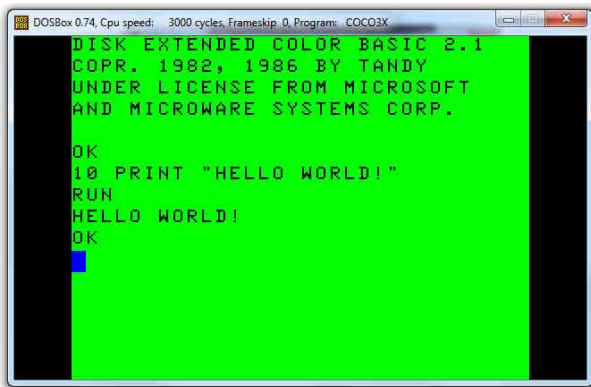 DOSBox 0.74, Cpu speed: 3000 cycles, Frameskip 0, Program: COCO3X
DISK EXTENDED COLOR BASIC 2.1
COPR. 1982, 1986 BY TANDY
UNDER LICENSE FROM MICROSOFT
AND MICROWARE SYSTEMS CORP.
OK
10 PRINT "HELLO WORLD!"
RUN
HELLO WORLD!
OK